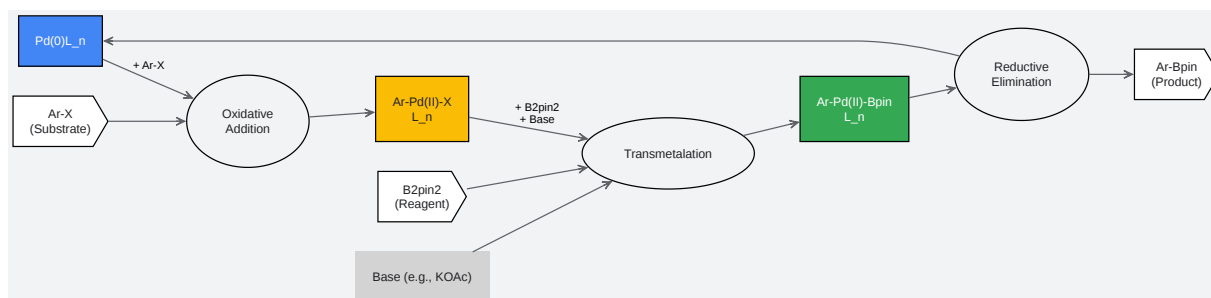 Pd(0)L_n
+ Ar-X
Ar-X
(Substrate)
Oxidative
Addition
Ar-Pd(II)-X
L_n
+ B2pin2
+ Base
B2pin2
(Reagent)
Base (e.g., KOAc)
Transmetalation
Ar-Pd(II)-Bpin
L_n
Reductive
Elimination
Ar-Bpin
(Product)